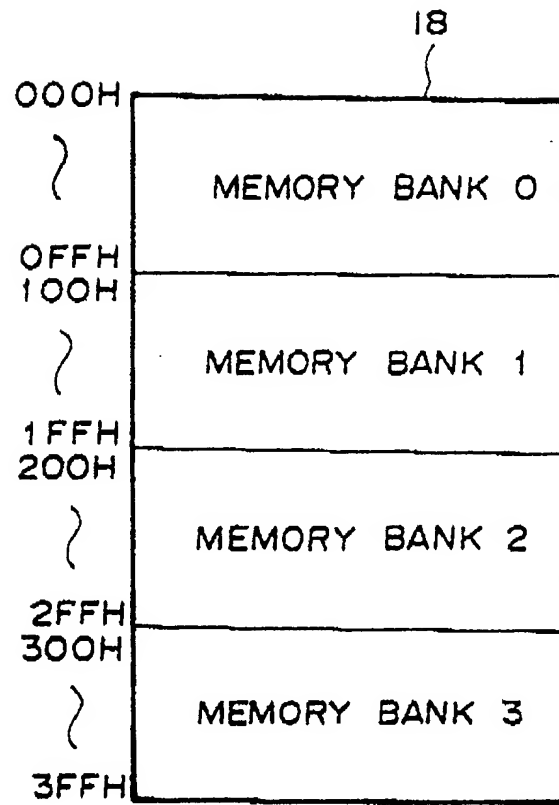 18
000H
MEMORY BANK 0
0FFH
100H
MEMORY BANK 1
1FFH
200H
MEMORY BANK 2
2FFH
300H
MEMORY BANK 3
3FFH